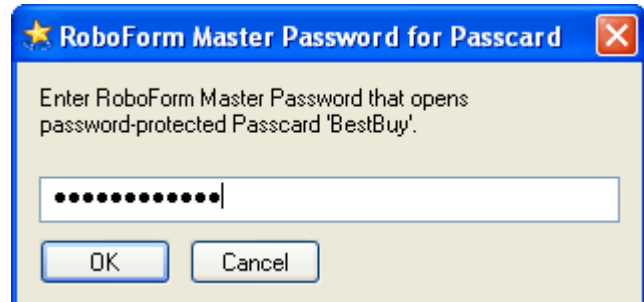 RoboForm Master Password for Passcard
Enter RoboForm Master Password that opens
password-protected Passcard 'BestBuy'.
••••••••••••
OK Cancel